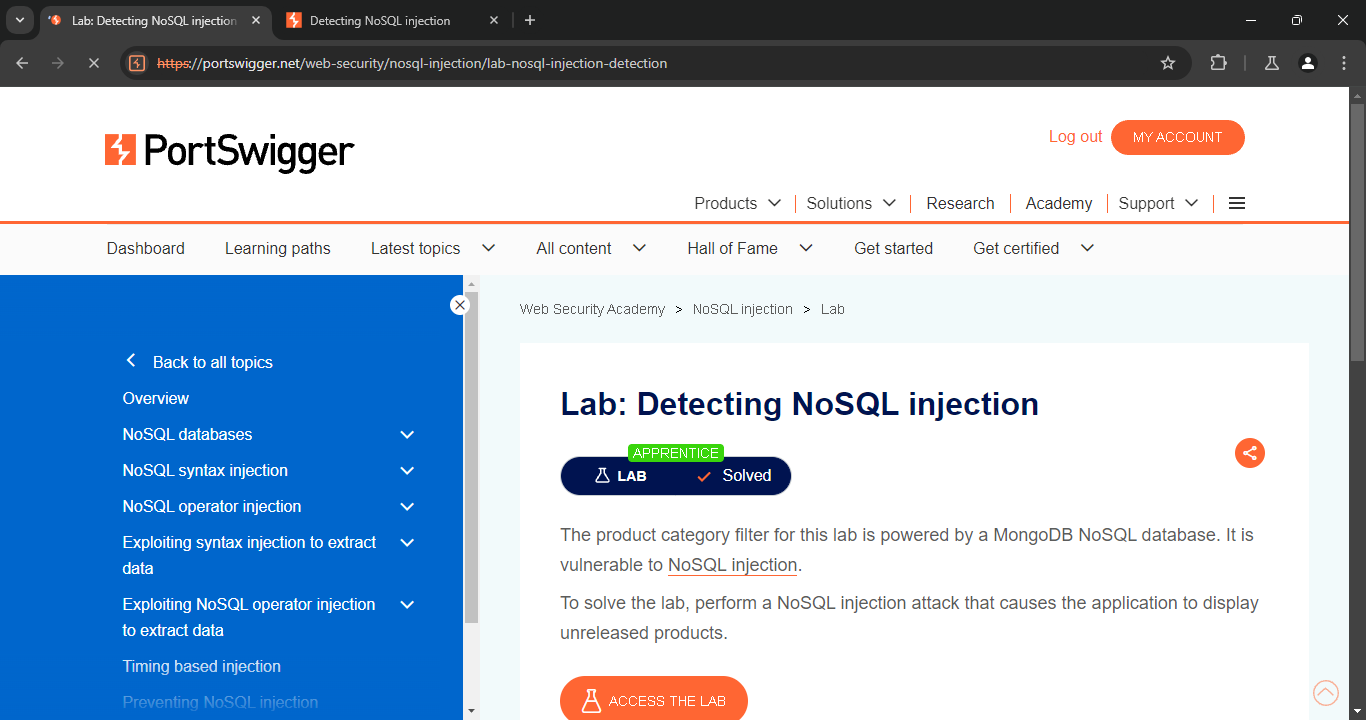 Lab: Detecting NoSQL injection
Detecting NoSQL injection
https://portswigger.net/web-security/nosql-injection/lab-nosql-injection-detection
PortSwigger
Log out
MY ACCOUNT
Products
Solutions
Research
Academy
Support
Dashboard
Learning paths
Latest topics
All content
Hall of Fame
Get started
Get certified
Back to all topics
Overview
NoSQL databases
NoSQL syntax injection
NoSQL operator injection
Exploiting syntax injection to extract
data
Exploiting NoSQL operator injection
to extract data
Timing based injection
Preventing NoSQL injection
Web Security Academy > NoSQL injection > Lab
Lab: Detecting NoSQL injection
APPRENTICE
LAB
Solved
The product category filter for this lab is powered by a MongoDB NoSQL database. It is
vulnerable to NoSQL injection.
To solve the lab, perform a NoSQL injection attack that causes the application to display
unreleased products.
ACCESS THE LAB